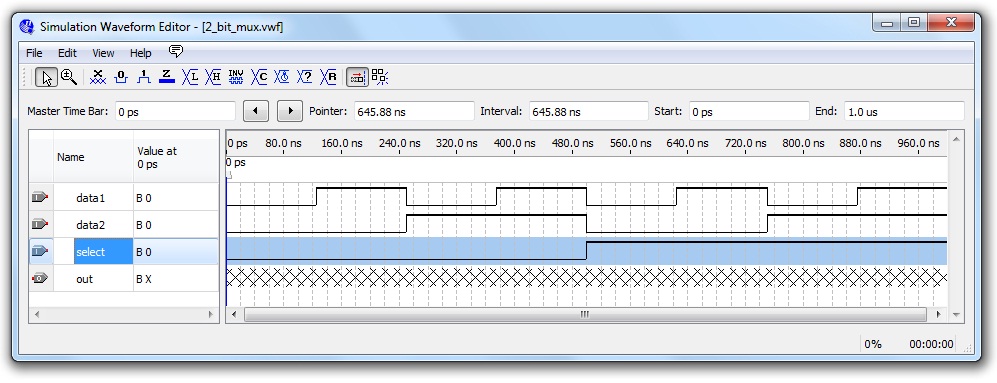 Simulation Waveform Editor - [2_bit_mux.vwf]
File Edit View Help
Master Time Bar: 0 ps Pointer: 645.88 ns Interval: 645.88 ns Start: 0 ps End: 1.0 us
Name Value at 0 ps
0 ps 80.0 ns 160.0 ns 240.0 ns 320.0 ns 400.0 ns 480.0 ns 560.0 ns 640.0 ns 720.0 ns 800.0 ns 880.0 ns 960.0 ns
0 ps
data1 B 0
data2 B 0
select B 0
out B X
0% 00:00:00